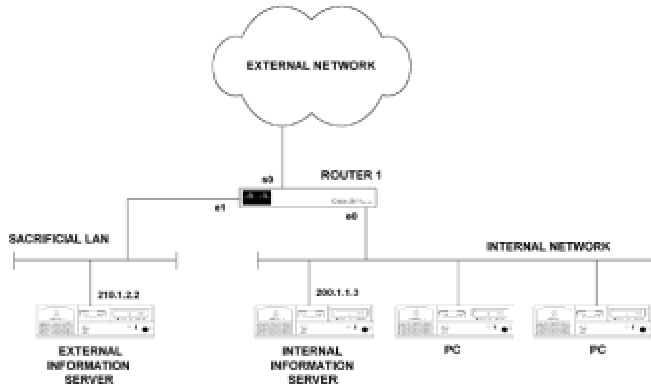 EXTERNAL NETWORK
s0
ROUTER 1
e1
e0
SACRIFICIAL LAN
INTERNAL NETWORK
210.1.2.2
200.1.1.3
EXTERNAL
INFORMATION
SERVER
INTERNAL
INFORMATION
SERVER
PC
PC